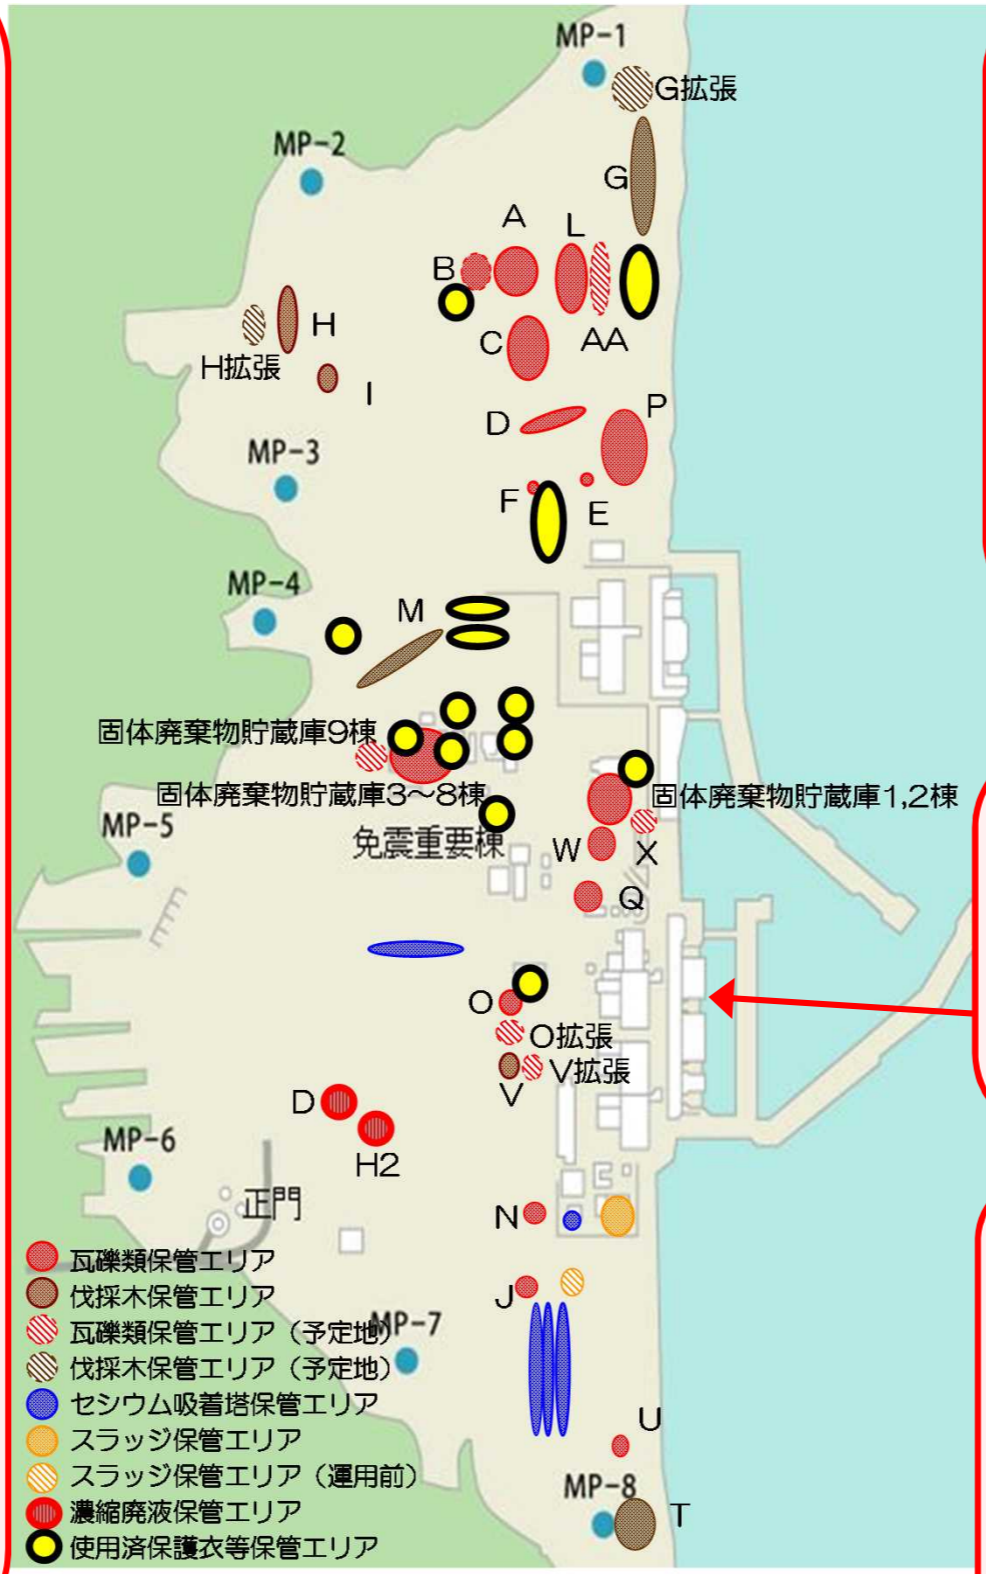 MP-1
G拡張
MP-2
G
A
L
B
H
C
AA
H拡張
I
P
D
MP-3
F
E
MP-4
M
固体廃棄物貯蔵庫9棟
固体廃棄物貯蔵庫3～8棟
固体廃棄物貯蔵庫1,2棟
MP-5
免震重要棟
W
X
Q
O
O拡張
V拡張
V
D
MP-6
H2
正門
N
瓦礫類保管エリア
伐採木保管エリア
J
瓦礫類保管エリア（予定地）
MP-7
伐採木保管エリア（予定地）
セシウム吸着塔保管エリア
U
スラッジ保管エリア
スラッジ保管エリア（運用前）
MP-8
濃縮廃液保管エリア
T
使用済保護衣等保管エリア